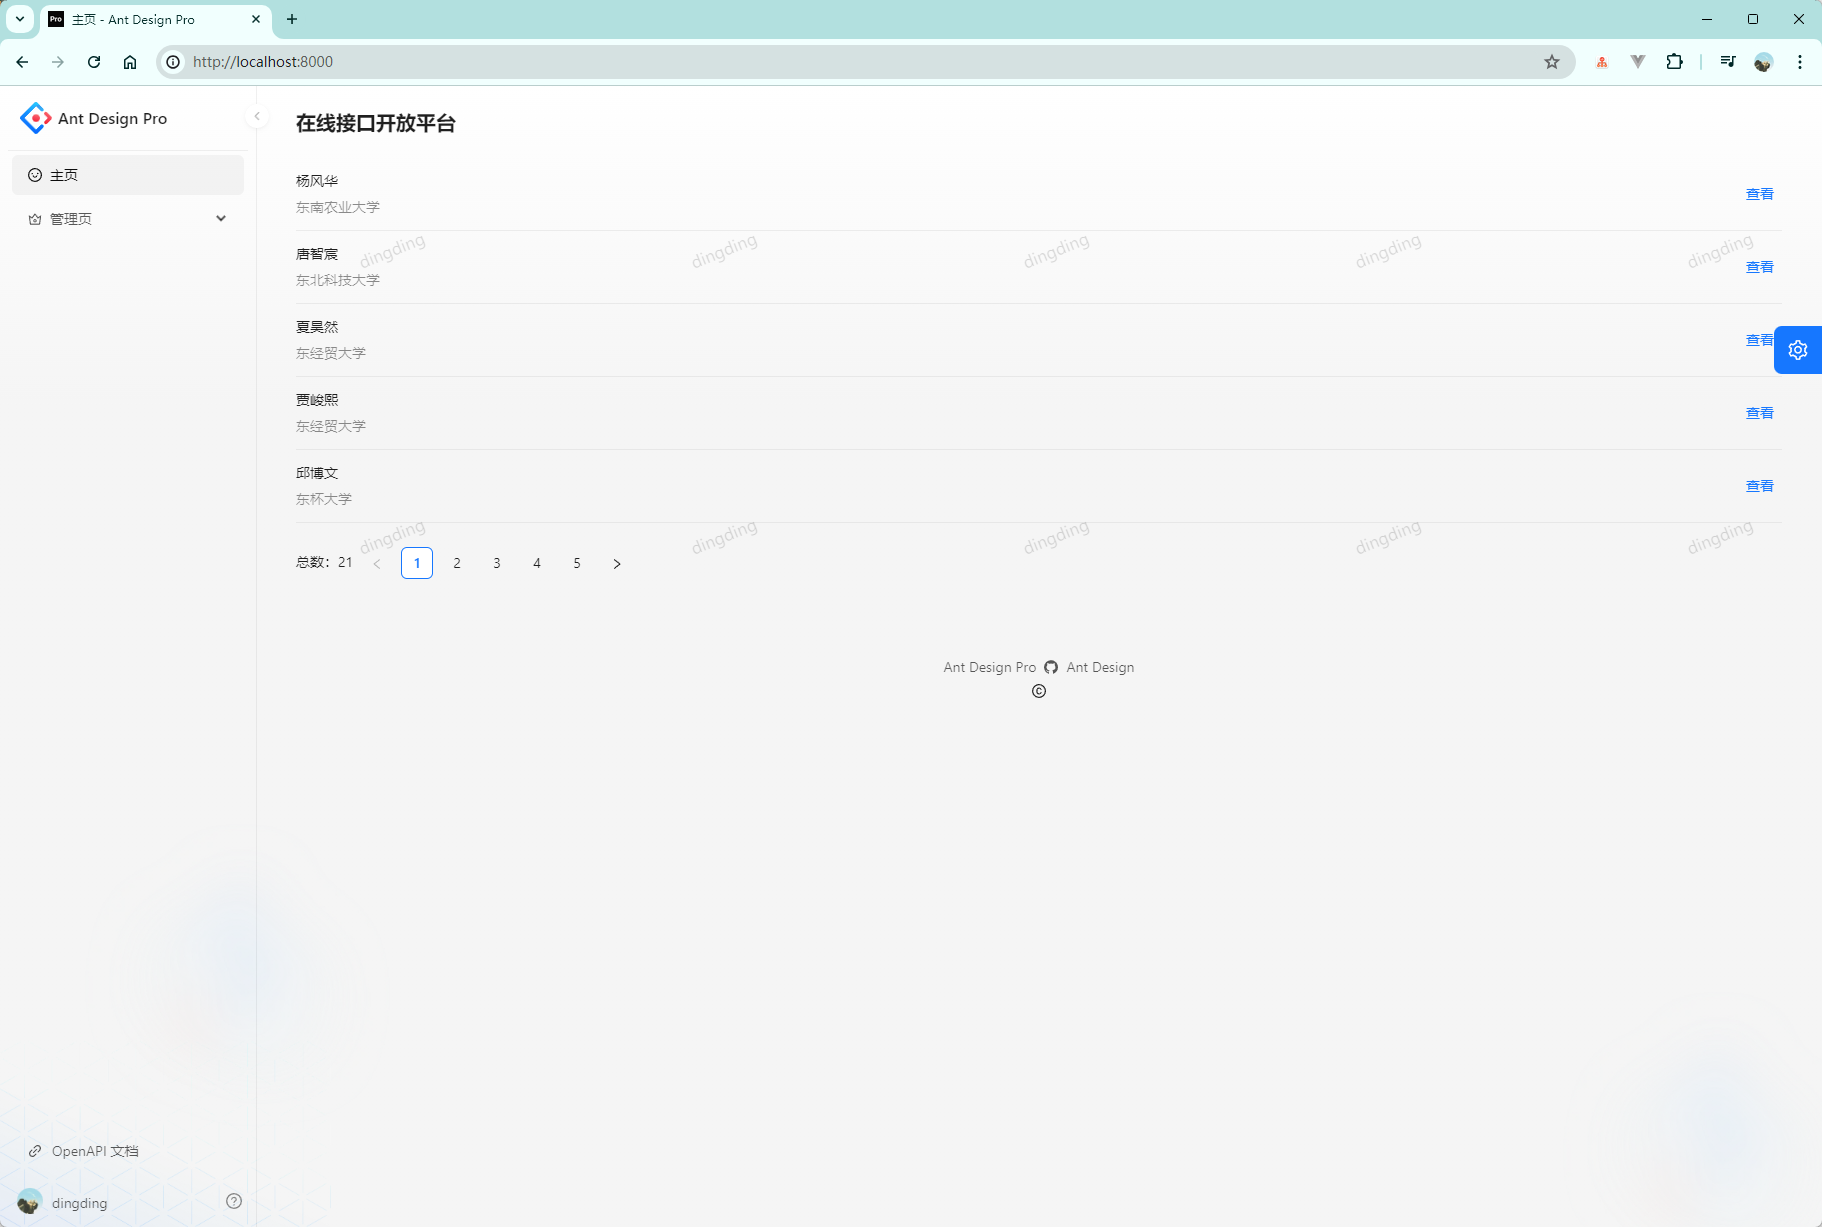 Pro 主页 - Ant Design Pro
http://localhost:8000
Ant Design Pro
主页
管理页
在线接口开放平台
杨风华
东南农业大学
查看
唐智宸
东北科技大学
查看
夏昊然
东经贸大学
查看
贾峻熙
东经贸大学
查看
邱博文
东杯大学
查看
dingding dingding dingding dingding dingding
dingding dingding dingding dingding dingding
总数：21 1 2 3 4 5
Ant Design Pro Ant Design
©
OpenAPI 文档
dingding